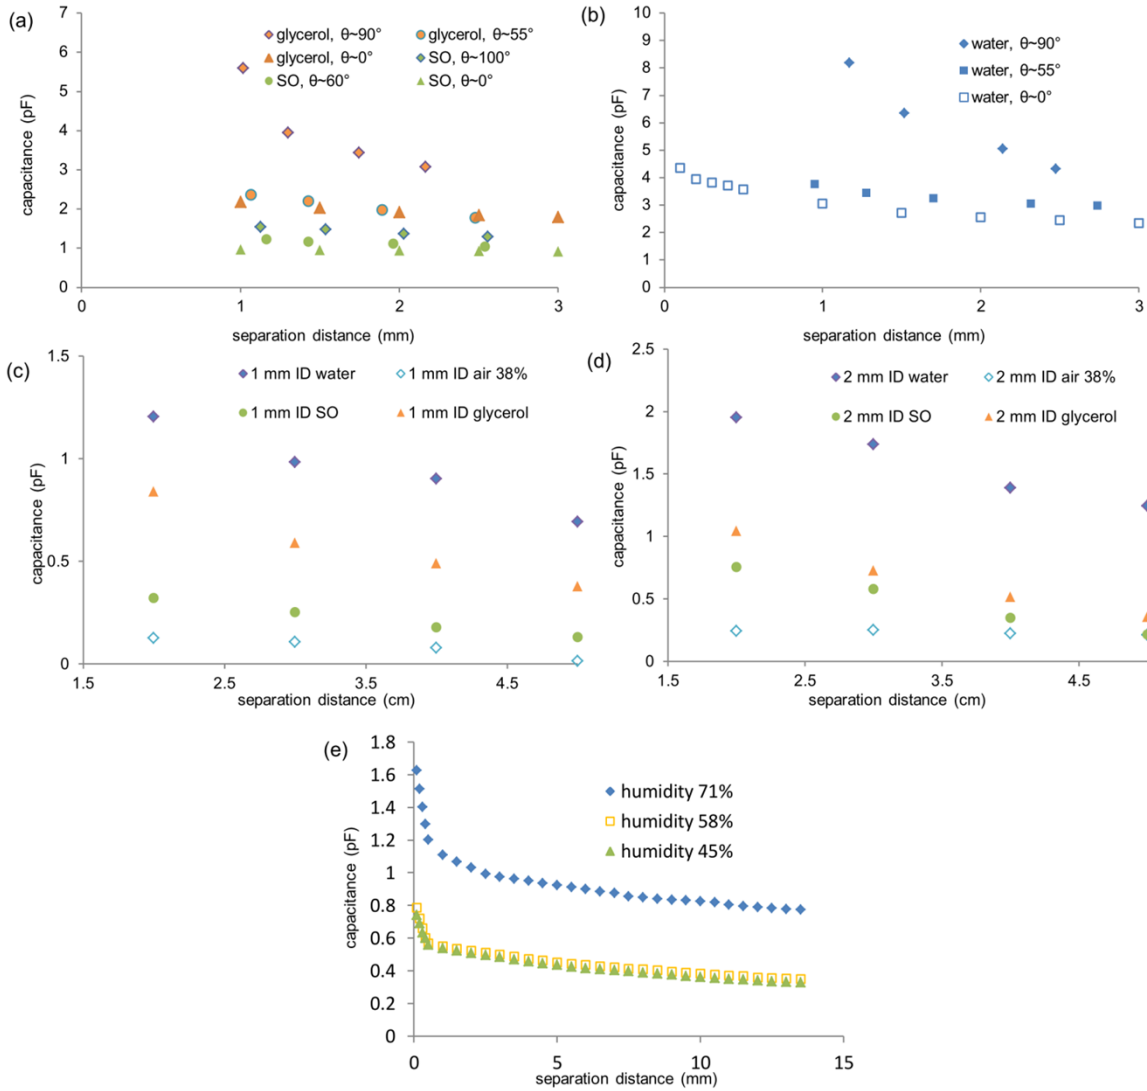 (a)
7
6
5
4
3
2
1
0
capacitance (pF)
glycerol, θ~90°
glycerol, θ~55°
glycerol, θ~0°
SO, θ~100°
SO, θ~60°
SO, θ~0°
0 1 2 3
separation distance (mm)
(b)
10
9
8
7
6
5
4
3
2
1
0
capacitance (pF)
water, θ~90°
water, θ~55°
water, θ~0°
0 1 2 3
separation distance (mm)
(c)
1.5
1
0.5
0
capacitance (pF)
1 mm ID water
1 mm ID air 38%
1 mm ID SO
1 mm ID glycerol
1.5 2.5 3.5 4.5
separation distance (cm)
(d)
2.5
2
1.5
1
0.5
0
capacitance (pF)
2 mm ID water
2 mm ID air 38%
2 mm ID SO
2 mm ID glycerol
1.5 2.5 3.5 4.5
separation distance (cm)
(e)
1.8
1.6
1.4
1.2
1
0.8
0.6
0.4
0.2
0
capacitance (pF)
humidity 71%
humidity 58%
humidity 45%
0 5 10 15
separation distance (mm)